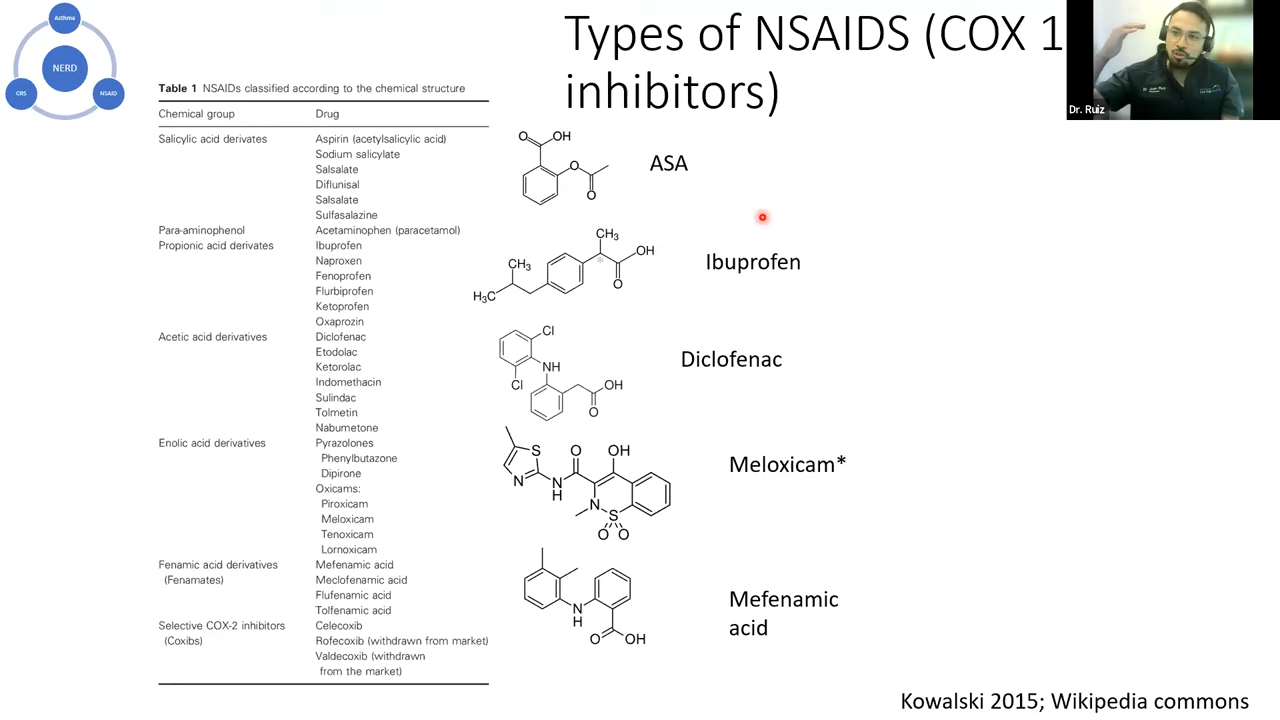 Asthma
NERD
CRS
NSAID
Types of NSAIDS (COX 1
inhibitors)
Dr. Ruiz
Table 1 NSAIDs classified according to the chemical structure
Chemical group Drug
Salicylic acid derivates Aspirin (acetylsalicylic acid)
Sodium salicylate
Salsalate
Diflunisal
Salsalate
Sulfasalazine
Para-aminophenol Acetaminophen (paracetamol)
Propionic acid derivates Ibuprofen
Naproxen
Fenoprofen
Flurbiprofen
Ketoprofen
Oxaprozin
Acetic acid derivatives Diclofenac
Etodolac
Ketorolac
Indomethacin
Sulindac
Tolmetin
Nabumetone
Enolic acid derivatives Pyrazolones
Phenylbutazone
Dipirone
Oxicams:
Piroxicam
Meloxicam
Tenoxicam
Lornoxicam
Fenamic acid derivatives Mefenamic acid
(Fenamates) Meclofenamic acid
Flufenamic acid
Tolfenamic acid
Selective COX-2 inhibitors Celecoxib
(Coxibs) Rofecoxib (withdrawn from market)
Valdecoxib (withdrawn
from the market)
O OH
O
O
ASA
CH3
OH
CH3
*
O
H3C
Ibuprofen
Cl
NH
Cl
OH
O
Diclofenac
S O OH
N
N
H
N
S
O O
Meloxicam*
N
H
O OH
Mefenamic
acid
Kowalski 2015; Wikipedia commons